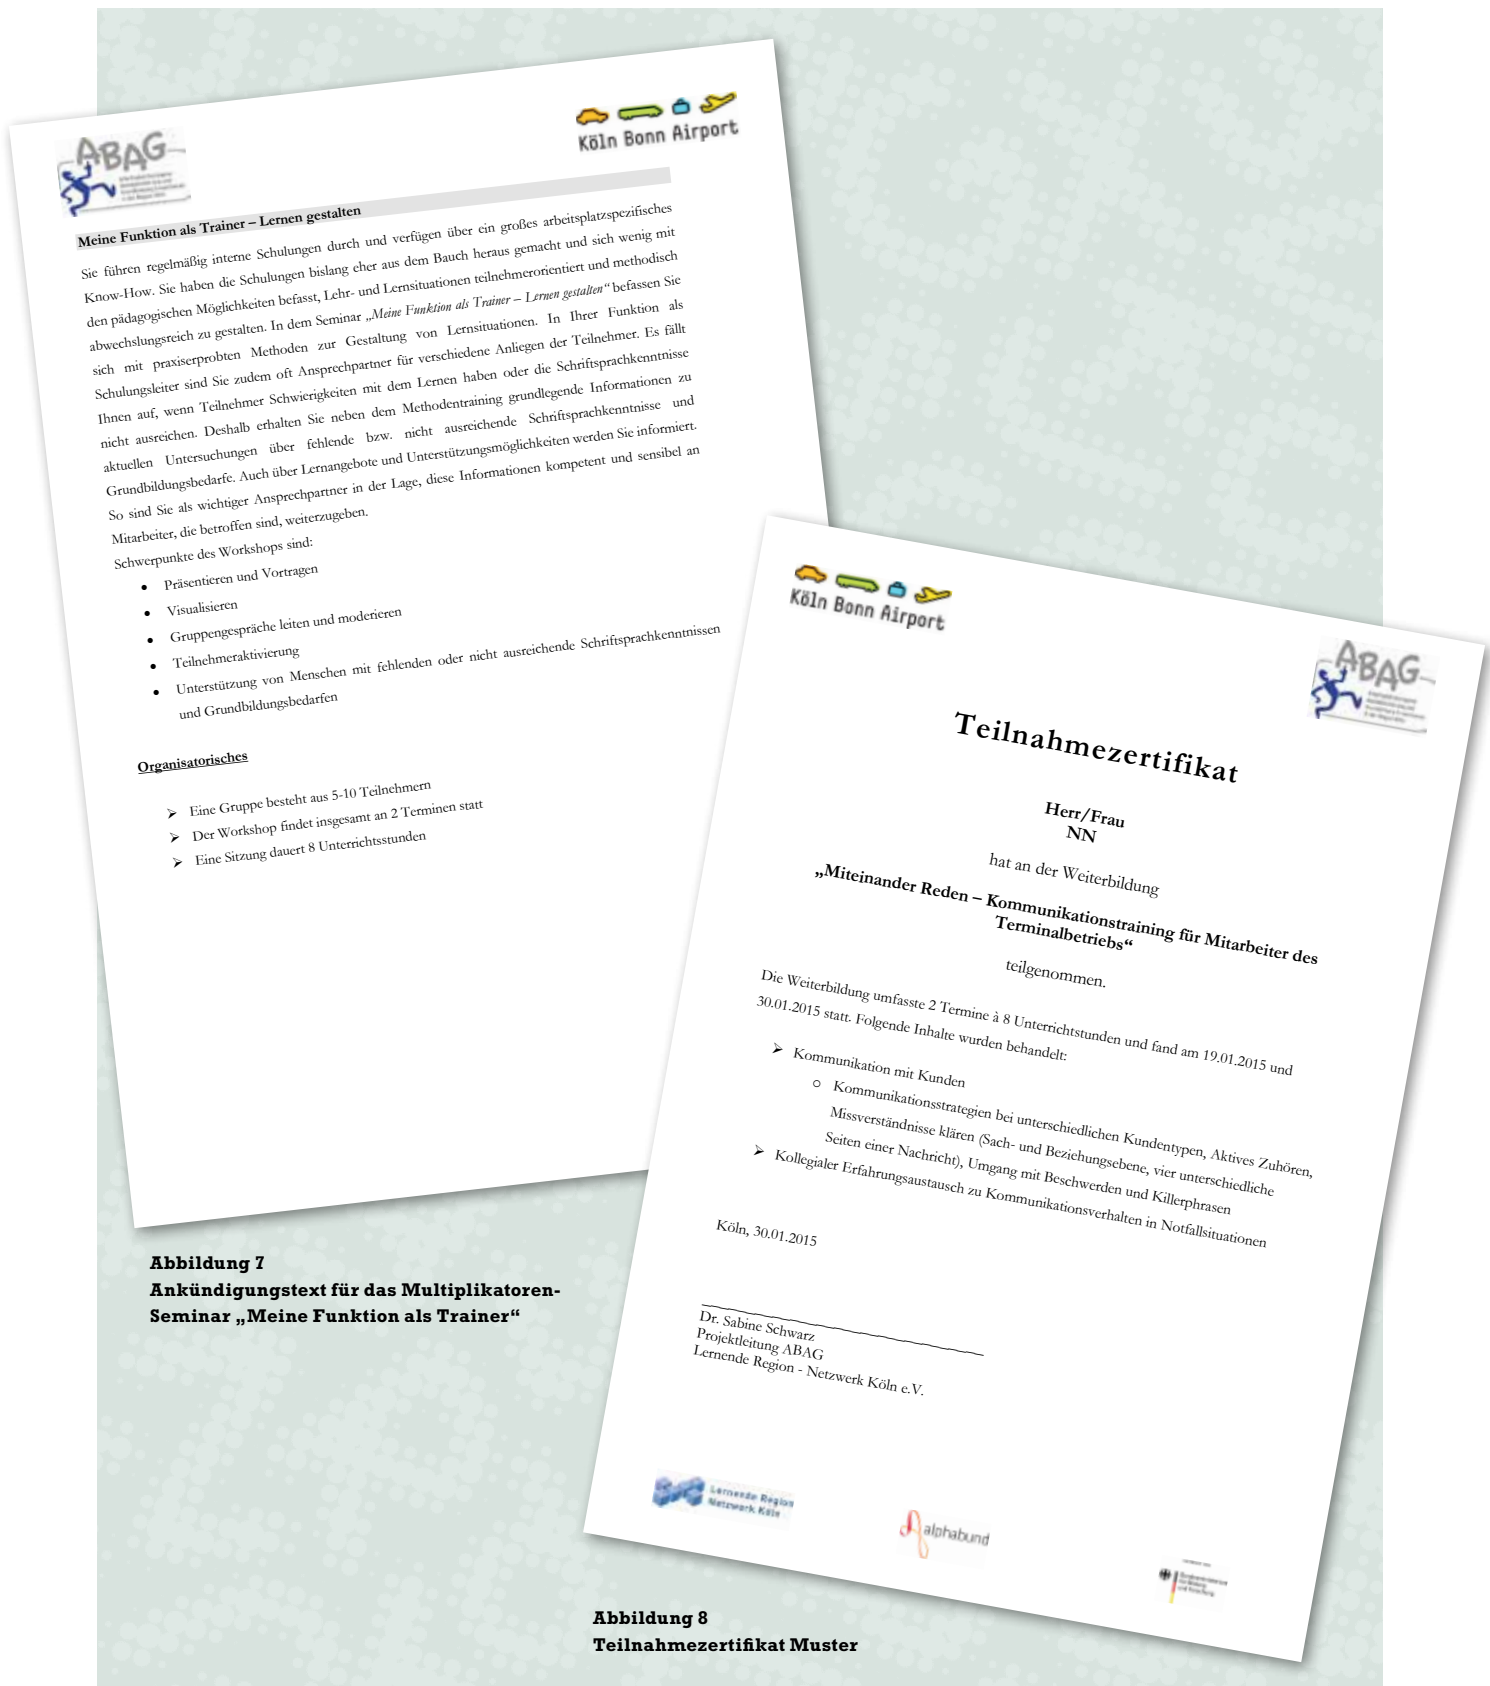 ABAG
Köln Bonn Airport
Meine Funktion als Trainer – Lernen gestalten
Sie führen regelmäßig interne Schulungen durch und verfügen über ein großes arbeitsplatzspezifisches
Know-How. Sie haben die Schulungen bislang eher aus dem Bauch heraus gemacht und sich wenig mit
den pädagogischen Möglichkeiten befasst, Lehr- und Lernsituationen teilnehmerorientiert und methodisch
abwechslungsreich zu gestalten. In dem Seminar „Meine Funktion als Trainer – Lernen gestalten“ befassen Sie
sich mit praxiserprobten Methoden zur Gestaltung von Lernsituationen. In Ihrer Funktion als
Schulungsleiter sind Sie zudem oft Ansprechpartner für verschiedene Anliegen der Teilnehmer. Es fällt
Ihnen auf, wenn Teilnehmer Schwierigkeiten mit dem Lernen haben oder die Schriftsprachkenntnisse
nicht ausreichen. Deshalb erhalten Sie neben dem Methodentraining grundlegende Informationen zu
aktuellen Untersuchungen über fehlende bzw. nicht ausreichende Schriftsprachkenntnisse und
Grundbildungsbedarfe. Auch über Lernangebote und Unterstützungsmöglichkeiten werden Sie informiert.
So sind Sie als wichtiger Ansprechpartner in der Lage, diese Informationen kompetent und sensibel an
Mitarbeiter, die betroffen sind, weiterzugeben.
Schwerpunkte des Workshops sind:
• Präsentieren und Vortragen
• Visualisieren
• Gruppengespräche leiten und moderieren
• Teilnehmeraktivierung
• Unterstützung von Menschen mit fehlenden oder nicht ausreichende Schriftsprachkenntnissen
und Grundbildungsbedarfen
Organisatorisches
➢ Eine Gruppe besteht aus 5-10 Teilnehmern
➢ Der Workshop findet insgesamt an 2 Terminen statt
➢ Eine Sitzung dauert 8 Unterrichtsstunden
Abbildung 7
Ankündigungstext für das Multiplikatoren-
Seminar „Meine Funktion als Trainer“
Köln Bonn Airport
ABAG
Teilnahmezertifikat
Herr/Frau
NN
hat an der Weiterbildung
„Miteinander Reden – Kommunikationstraining für Mitarbeiter des
Terminalbetriebs“
teilgenommen.
Die Weiterbildung umfasste 2 Termine à 8 Unterrichtstunden und fand am 19.01.2015 und
30.01.2015 statt. Folgende Inhalte wurden behandelt:
➢ Kommunikation mit Kunden
o Kommunikationsstrategien bei unterschiedlichen Kundentypen, Aktives Zuhören,
Missverständnisse klären (Sach- und Beziehungsebene, vier unterschiedliche
Seiten einer Nachricht), Umgang mit Beschwerden und Killerphrasen
➢ Kollegialer Erfahrungsaustausch zu Kommunikationsverhalten in Notfallsituationen
Köln, 30.01.2015
Dr. Sabine Schwarz
Projektleitung ABAG
Lernende Region - Netzwerk Köln e.V.
Lernende Region
Netzwerk Köln
alphabund
Bundesministerium
für Bildung
und Forschung
Abbildung 8
Teilnahmezertifikat Muster